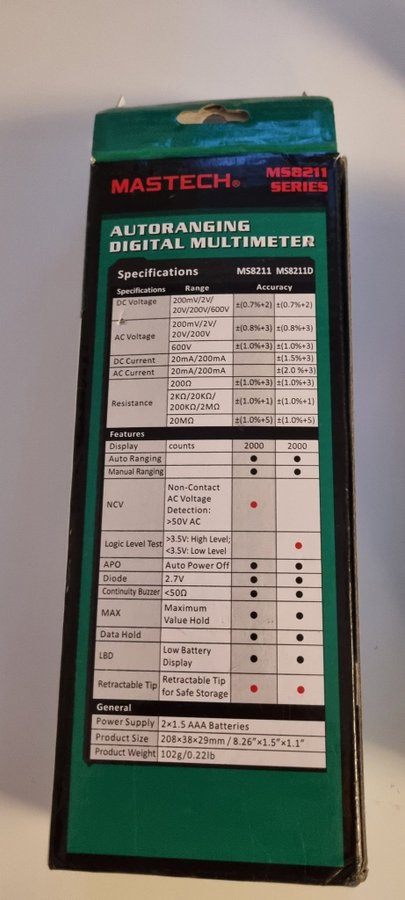 MASTECH®
MS8211
SERIES
AUTORANGING
DIGITAL MULTIMETER
Specifications MS8211 MS8211D
Specifications Range Accuracy
DC Voltage 200mV/2V/
20V/200V/600V ±(0.7%+2) ±(0.7%+2)
AC Voltage 200mV/2V/
20V/200V ±(0.8%+3) ±(0.8%+3)
600V ±(1.0%+3) ±(1.0%+3)
DC Current 20mA/200mA ±(1.5%+3)
AC Current 20mA/200mA ±(2.0 %+3)
Resistance 200Ω ±(1.0%+3) ±(1.0%+3)
2KΩ/20KΩ/
200KΩ/2MΩ ±(1.0%+1) ±(1.0%+1)
20MΩ ±(1.0%+5) ±(1.0%+5)
Features
Display counts 2000 2000
Auto Ranging ● ●
Manual Ranging ● ●
NCV Non-Contact
AC Voltage
Detection:
>50V AC ●
Logic Level Test >3.5V: High Level;
<3.5V: Low Level ●
APO Auto Power Off ● ●
Diode 2.7V ● ●
Continuity Buzzer <50Ω ● ●
MAX Maximum
Value Hold ● ●
Data Hold ● ●
LBD Low Battery
Display ● ●
Retractable Tip Retractable Tip
for Safe Storage ● ●
General
Power Supply 2×1.5 AAA Batteries
Product Size 208×38×29mm / 8.26”×1.5”×1.1”
Product Weight 102g/0.22lb